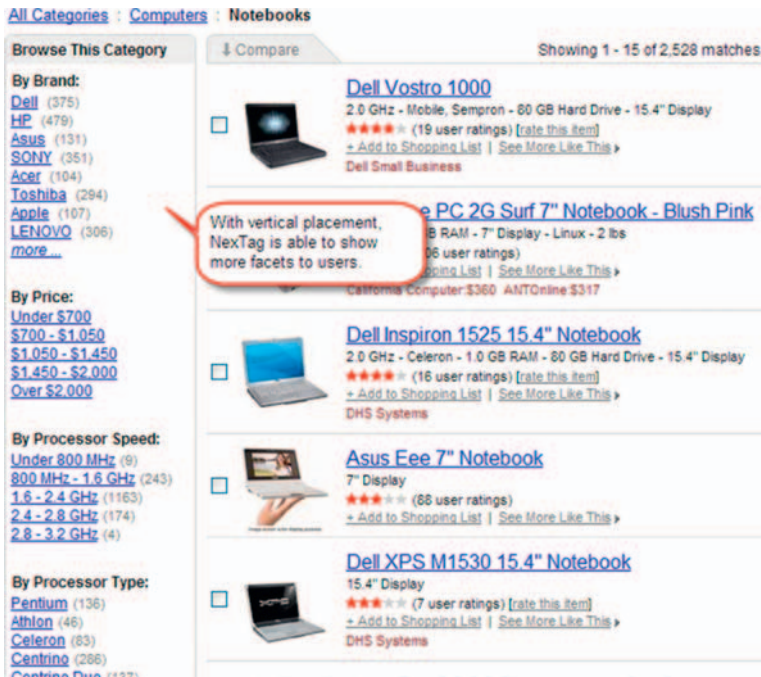 All Categories : Computers : Notebooks
Browse This Category
By Brand:
Dell (375)
HP (479)
Asus (131)
SONY (351)
Acer (104)
Toshiba (294)
Apple (107)
LENOVO (306)
more ...
By Price:
Under $700
$700 - $1,050
$1,050 - $1,450
$1,450 - $2,000
Over $2,000
By Processor Speed:
Under 800 MHz (9)
800 MHz - 1.6 GHz (243)
1.6 - 2.4 GHz (1163)
2.4 - 2.8 GHz (174)
2.8 - 3.2 GHz (4)
By Processor Type:
Pentium (136)
Athlon (46)
Celeron (83)
Centrino (286)
Centrino Duo (137)
With vertical placement,
NexTag is able to show
more facets to users.
Compare
Showing 1 - 15 of 2,528 matches
Dell Vostro 1000
2.0 GHz - Mobile, Sempron - 80 GB Hard Drive - 15.4" Display
(19 user ratings) [rate this item]
+ Add to Shopping List | See More Like This
Dell Small Business
PC 2G Surf 7" Notebook - Blush Pink
RAM - 7" Display - Linux - 2 lbs
user ratings)
Shopping List | See More Like This
California Computer:$360 ANTOnline:$317
Dell Inspiron 1525 15.4" Notebook
2.0 GHz - Celeron - 1.0 GB RAM - 80 GB Hard Drive - 15.4" Display
(16 user ratings) [rate this item]
+ Add to Shopping List | See More Like This
DHS Systems
Asus Eee 7" Notebook
7" Display
(88 user ratings)
+ Add to Shopping List | See More Like This
Dell XPS M1530 15.4" Notebook
15.4" Display
(7 user ratings) [rate this item]
+ Add to Shopping List | See More Like This
DHS Systems